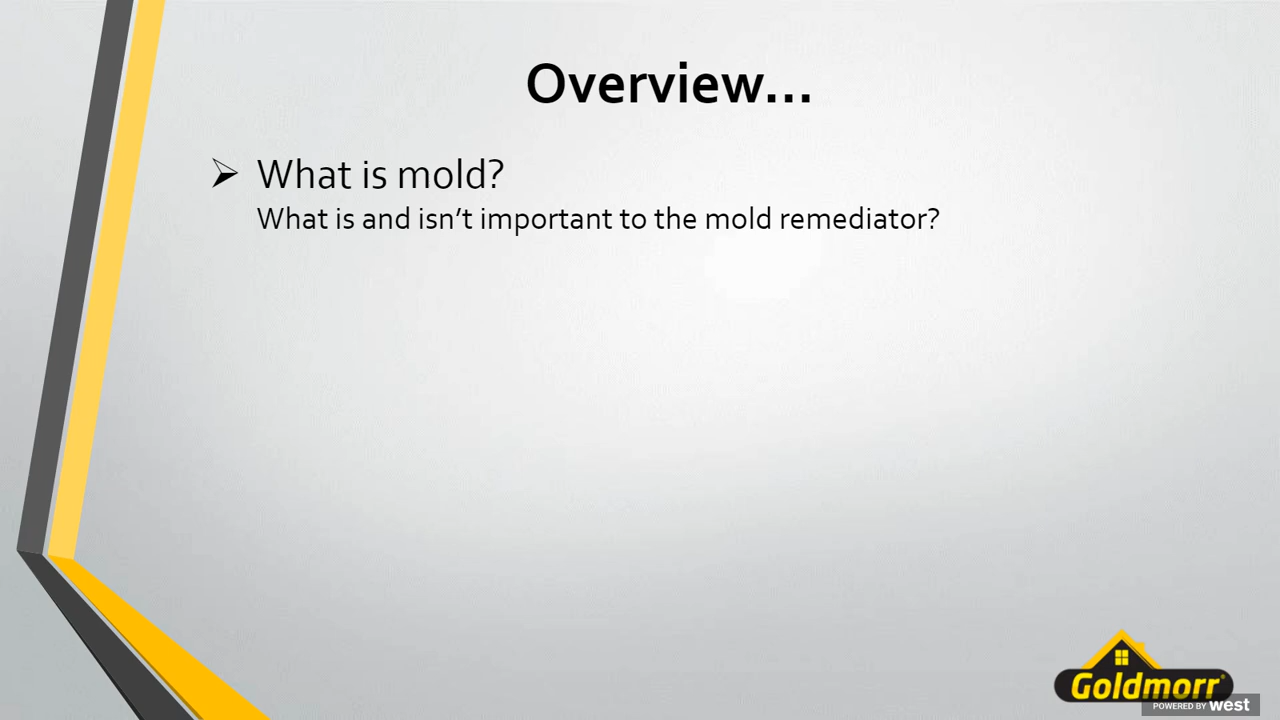 Overview...
What is mold?
What is and isn’t important to the mold remediator?
Goldmorr®
POWERED BY west